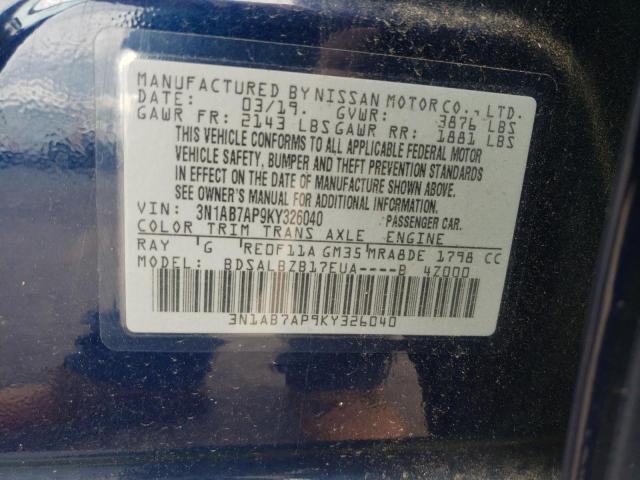 MANUFACTURED BY NISSAN MOTOR CO., LTD.
DATE: 03/19. GVWR: 3876 LBS
GAWR FR: 2143 LBS GAWR RR: 1881 LBS
THIS VEHICLE CONFORMS TO ALL APPLICABLE FEDERAL MOTOR
VEHICLE SAFETY, BUMPER AND THEFT PREVENTION STANDARDS
IN EFFECT ON THE DATE OF MANUFACTURE SHOWN ABOVE.
SEE OWNER'S MANUAL FOR ADDITIONAL INFORMATION.
VIN: 3N1AB7AP9KY326040 PASSENGER CAR.
COLOR TRIM TRANS AXLE ENGINE
RAY G RE0F11A GM35 MRA8DE 1798 CC
MODEL: BDSALBZB17EUA----B 4Z000
3N1AB7AP9KY326040